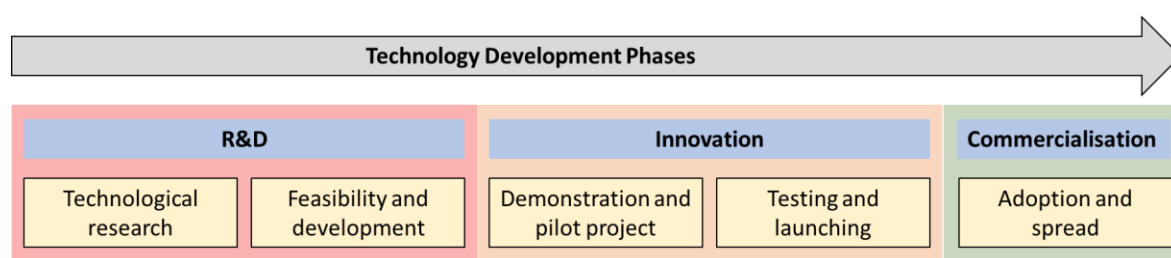 Technology Development Phases
R&D
Innovation
Commercialisation
Technological
research
Feasibility and
development
Demonstration and
pilot project
Testing and
launching
Adoption and
spread